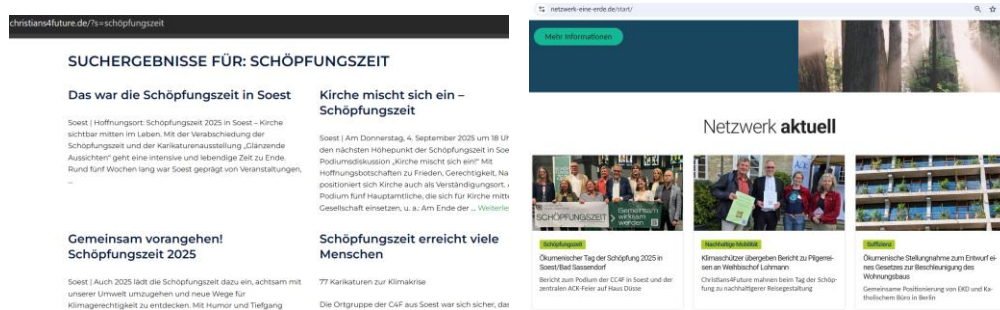 christians4future.de/?s=schöpfungszeit
SUCHERGEBNISSE FÜR: SCHÖPFUNGSZEIT
Das war die Schöpfungszeit in Soest
Soest | Hoffnungsort: Schöpfungszeit 2025 in Soest – Kirche
sichtbar mitten im Leben. Mit der Verabschiedung der
Schöpfungszeit und der Karikaturenausstellung „Glänzende
Aussichten“ geht eine intensive und lebendige Zeit zu Ende.
Rund fünf Wochen lang war Soest geprägt von Veranstaltungen,
...
Kirche mischt sich ein –
Schöpfungszeit
Soest | Am Donnerstag, 4. September 2025 um 18 Uh
den nächsten Höhepunkt der Schöpfungszeit in Soe
Podiumsdiskussion „Kirche mischt sich ein!“ Mit
Hoffnungsbotschaften zu Frieden, Gerechtigkeit, Na
positioniert sich Kirche auch als Verständigungsort.
Podium fünf Hauptamtliche, die sich für Kirche mitte
Gesellschaft einsetzen, u. a.: Am Ende der ... Weiterle
Gemeinsam vorangehen!
Schöpfungszeit 2025
Soest | Auch 2025 lädt die Schöpfungszeit dazu ein, achtsam mit
unserer Umwelt umzugehen und neue Wege für
Klimagerechtigkeit zu entdecken. Mit Humor und Tiefgang
Schöpfungszeit erreicht viele
Menschen
77 Karikaturen zur Klimakrise
Die Ortgruppe der C4F aus Soest war sich sicher, das
netzwerk-eine-erde.de/start/
Mehr Informationen
Netzwerk aktuell
SCHÖPFUNGSZEIT
Gemeinsam
wirksam
werden
Schöpfungszeit
Ökumenischer Tag der Schöpfung 2025 in
Soest/Bad Sassendorf
Bericht zum Podium der CC4F in Soest und der
zentralen ACK-Feier auf Haus Düsse
ACK
Nachhaltige Mobilität
Klimaschützer übergeben Bericht zu Pilgerrei-
sen an Weihbischof Lohmann
Christians4Future mahnen beim Tag der Schöp-
fung zu nachhaltigerer Reisegestaltung
Suffizienz
Ökumenische Stellungnahme zum Entwurf ei-
nes Gesetzes zur Beschleunigung des
Wohnungsbaus
Gemeinsame Positionierung von EKD und Ka-
tholischem Büro in Berlin